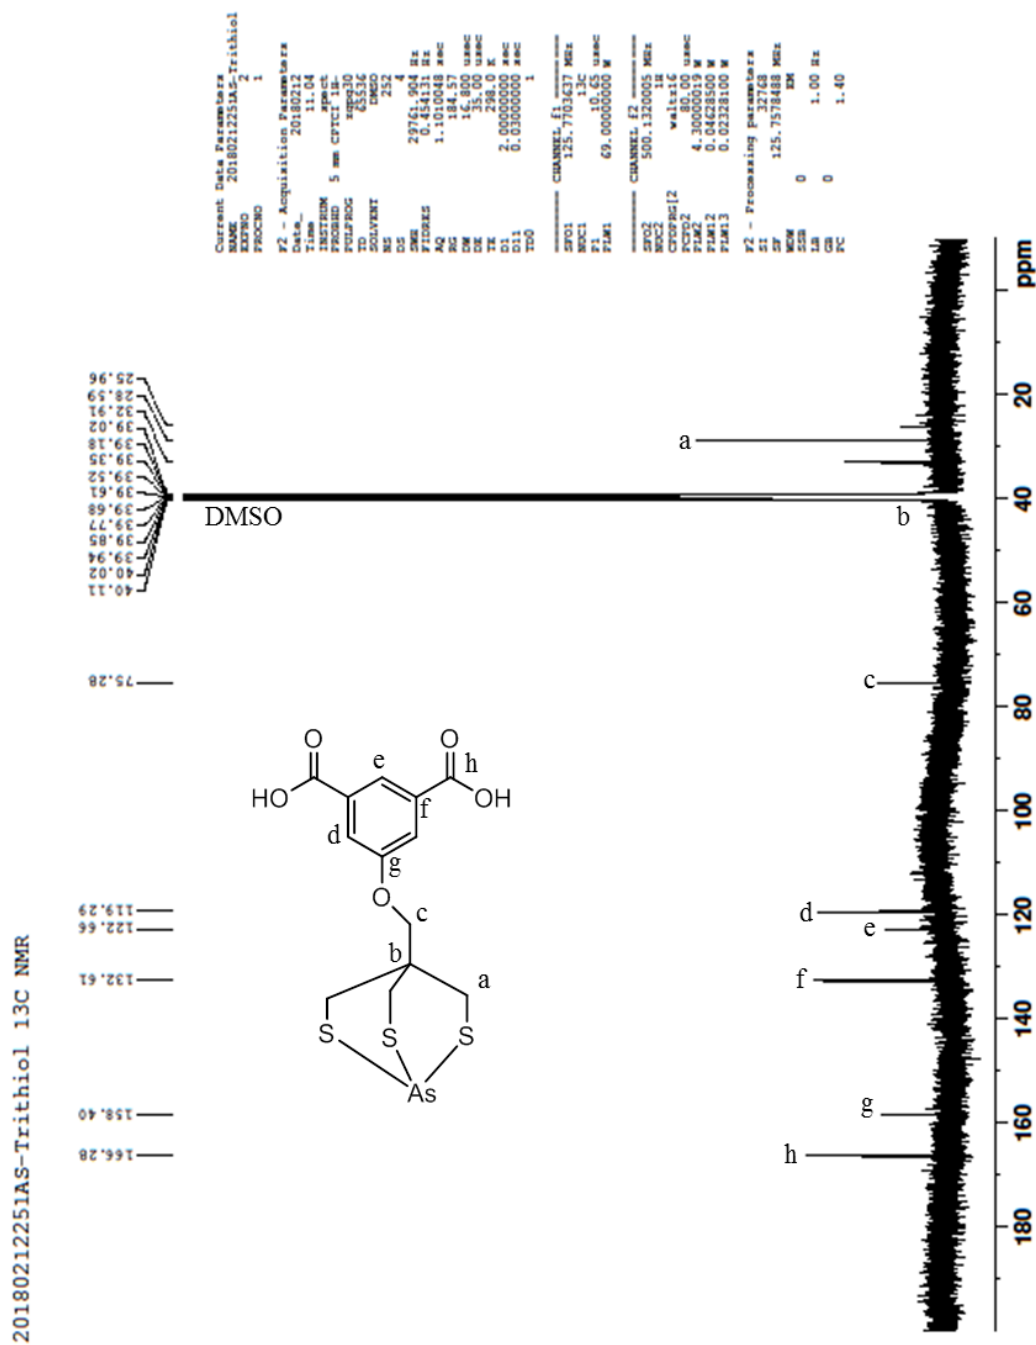 20180212251AS-Trithiol 13C NMR
166.28
158.40
132.61
122.66
119.29
75.28
40.11
40.02
39.94
39.85
39.77
39.68
39.61
39.52
39.35
39.18
39.02
32.91
28.59
25.96
Current Data Parameters
NAME 20180212251AS-Trithiol
EXPNO 2
PROCNO 1
F2 - Acquisition Parameters
Date_ 20180212
Time 11.04
INSTRUM spect
PROBHD 5 mm CPTCI 1H-
PULPROG zgpg30
TD 65536
SOLVENT DMSO
NS 252
DS 4
SWH 29761.904 Hz
FIDRES 0.454131 Hz
AQ 1.1010048 sec
RG 184.57
DW 16.800 usec
DE 35.00 usec
TE 298.0 K
D1 2.00000000 sec
D11 0.03000000 sec
TD0 1
CHANNEL f1
SFO1 125.7703637 MHz
NUC1 13C
P1 10.65 usec
PLW1 69.00000000 W
CHANNEL f2
SFO2 500.1320005 MHz
NUC2 1H
CPDPRG[2 waltz16
PCPD2 80.00 usec
PLW2 4.30000019 W
PLW12 0.04628500 W
PLW13 0.02328100 W
F2 - Processing parameters
SI 32768
SF 125.7578488 MHz
WDW EM
SSB 0
LB 1.00 Hz
GB 0
PC 1.40
a
DMSO
b
c
d
e
f
g
h
O
O
e
h
HO
OH
f
d
g
O
c
b
a
S
S
S
As
180
160
140
120
100
80
60
40
20
ppm